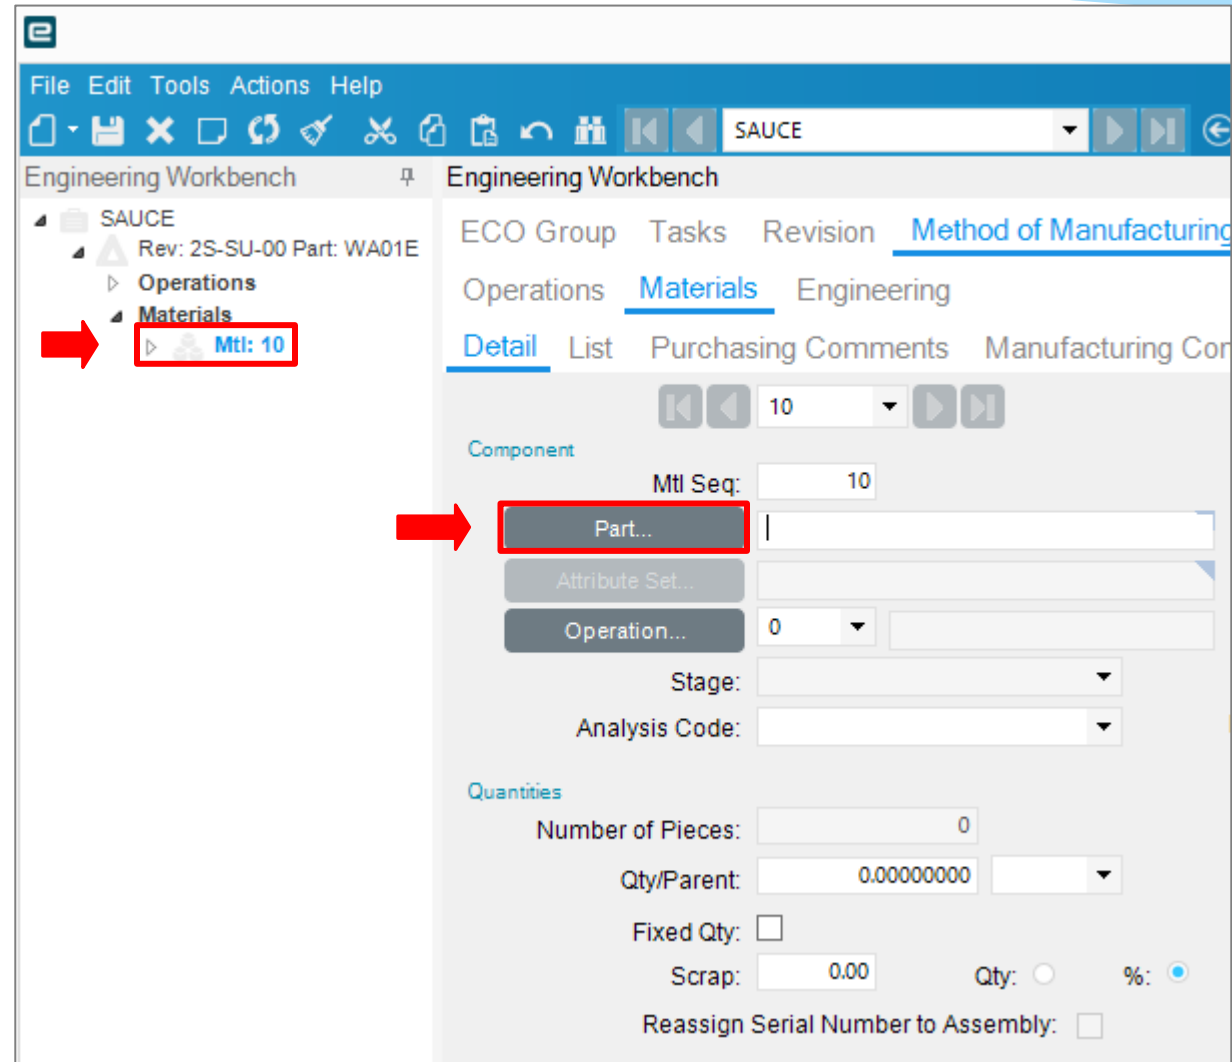 File Edit Tools Actions Help
SAUCE
Engineering Workbench
Engineering Workbench
SAUCE
Rev: 2S-SU-00 Part: WA01E
Operations
Materials
Mtl: 10
ECO Group Tasks Revision Method of Manufacturing
Operations Materials Engineering
Detail List Purchasing Comments Manufacturing Com
10
Component
Mtl Seq: 10
Part...
Attribute Set...
Operation... 0
Stage:
Analysis Code:
Quantities
Number of Pieces: 0
Qty/Parent: 0.00000000
Fixed Qty:
Scrap: 0.00 Qty: %:
Reassign Serial Number to Assembly: